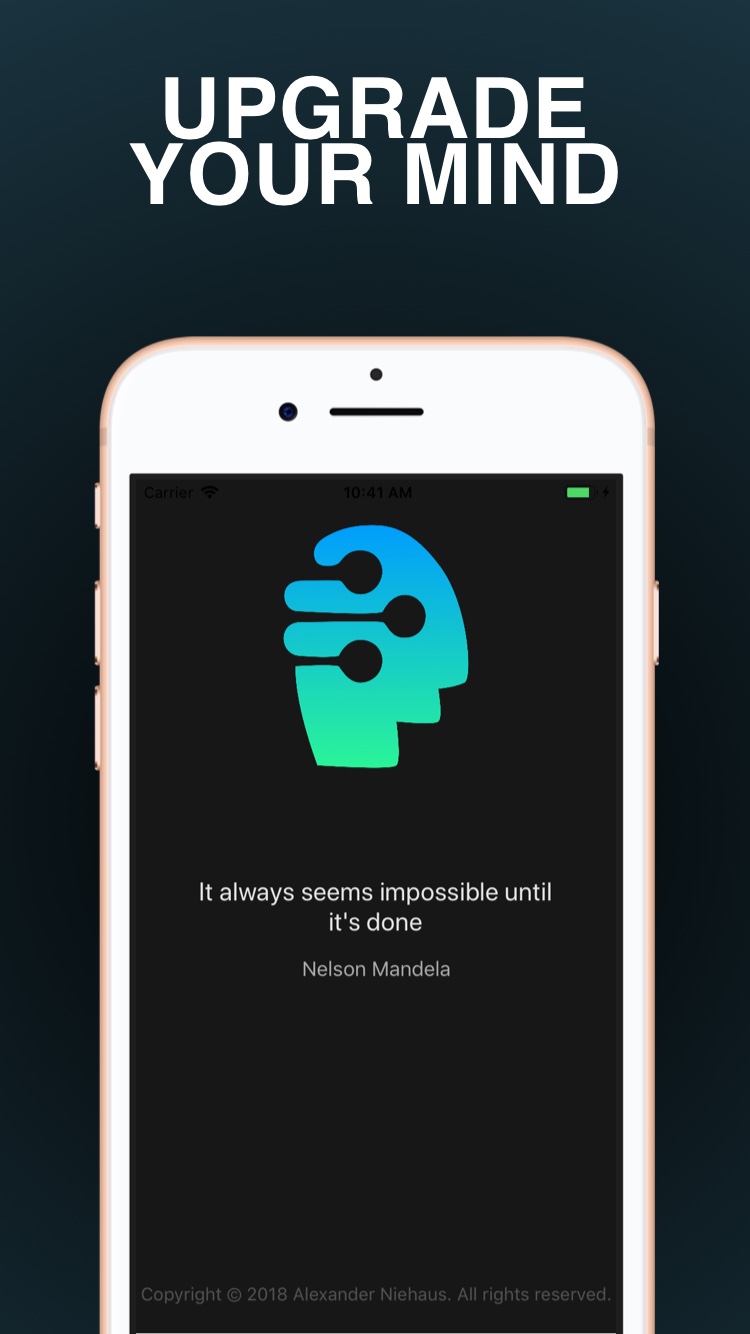 UPGRADE
YOUR MIND
Carrier 10:41 AM
It always seems impossible until
it's done
Nelson Mandela
Copyright © 2018 Alexander Niehaus. All rights reserved.